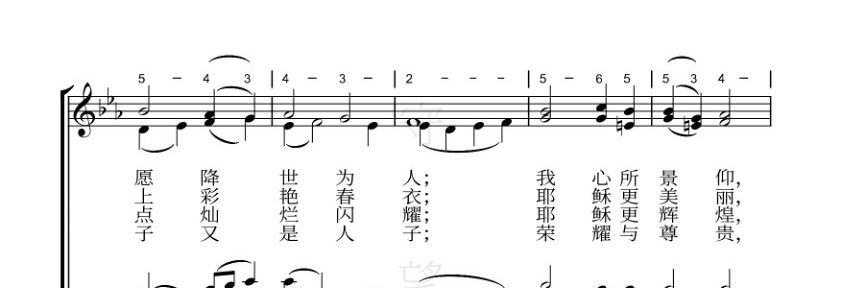 5 – 4 3 | 4 – 3 – | 2 – – – | 5 – 6 5 | 5 3 4 – |
愿 降 世 为 人； 我 心 所 景 仰，
上 彩 艳 春 衣； 耶 稣 更 美 丽，
点 灿 烂 闪 耀； 耶 稣 更 辉 煌，
子 又 是 人 子； 荣 耀 与 尊 贵，